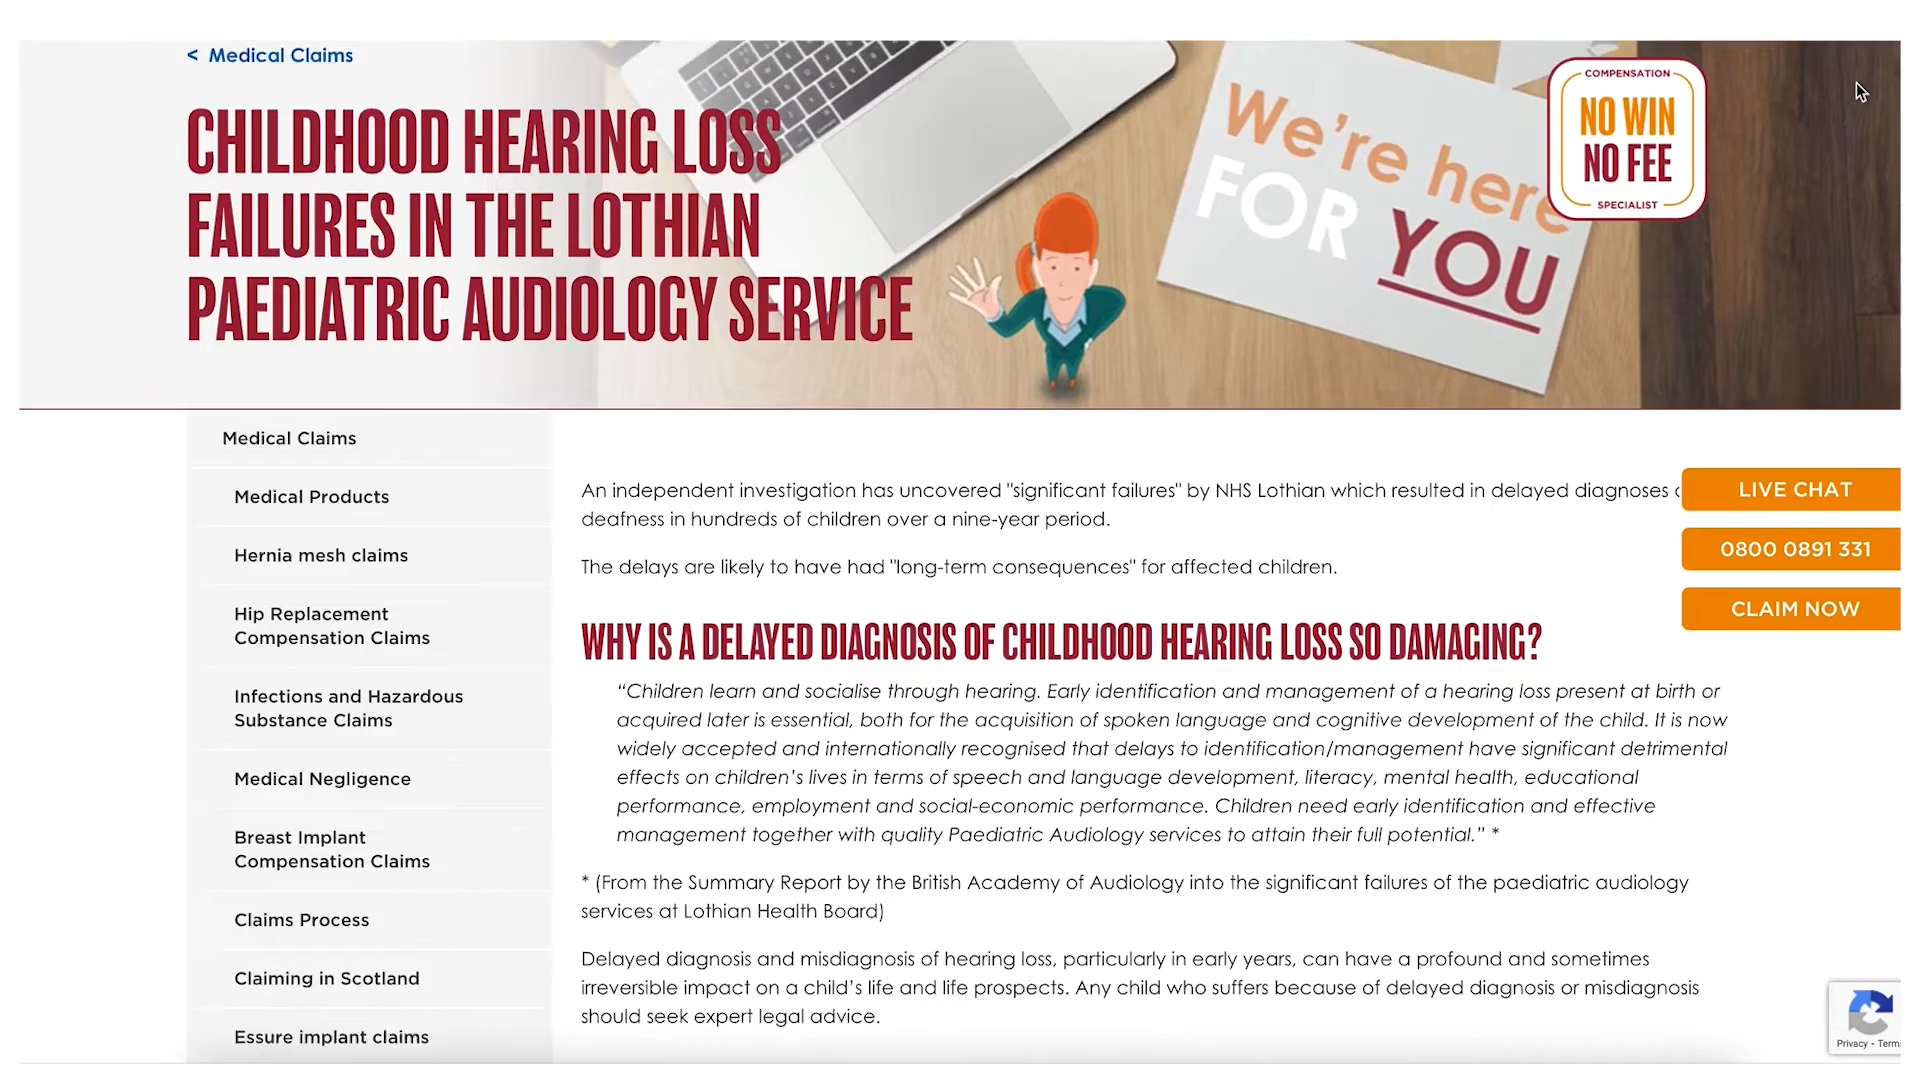 < Medical Claims
CHILDHOOD HEARING LOSS
FAILURES IN THE LOTHIAN
PAEDIATRIC AUDIOLOGY SERVICE
We're here
FOR YOU
COMPENSATION
NO WIN
NO FEE
SPECIALIST
Medical Claims
Medical Products
Hernia mesh claims
Hip Replacement
Compensation Claims
Infections and Hazardous
Substance Claims
Medical Negligence
Breast Implant
Compensation Claims
Claims Process
Claiming in Scotland
Essure implant claims
An independent investigation has uncovered "significant failures" by NHS Lothian which resulted in delayed diagnoses
deafness in hundreds of children over a nine-year period.
The delays are likely to have had "long-term consequences" for affected children.
WHY IS A DELAYED DIAGNOSIS OF CHILDHOOD HEARING LOSS SO DAMAGING?
“Children learn and socialise through hearing. Early identification and management of a hearing loss present at birth or
acquired later is essential, both for the acquisition of spoken language and cognitive development of the child. It is now
widely accepted and internationally recognised that delays to identification/management have significant detrimental
effects on children’s lives in terms of speech and language development, literacy, mental health, educational
performance, employment and social-economic performance. Children need early identification and effective
management together with quality Paediatric Audiology services to attain their full potential.” *
* (From the Summary Report by the British Academy of Audiology into the significant failures of the paediatric audiology
services at Lothian Health Board)
Delayed diagnosis and misdiagnosis of hearing loss, particularly in early years, can have a profound and sometimes
irreversible impact on a child’s life and life prospects. Any child who suffers because of delayed diagnosis or misdiagnosis
should seek expert legal advice.
LIVE CHAT
0800 0891 331
CLAIM NOW
Privacy - Terms